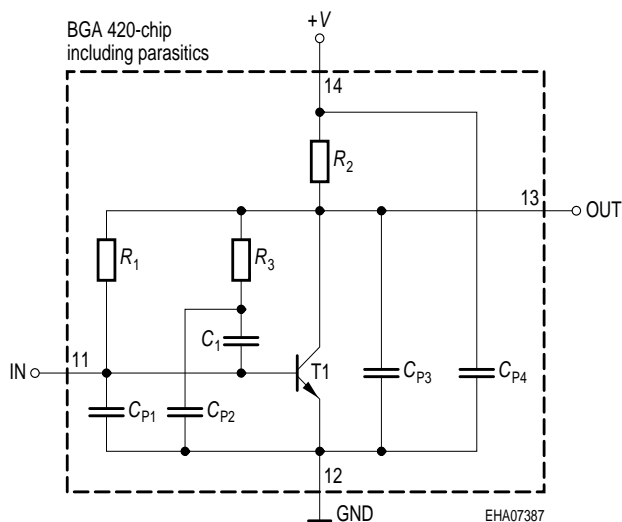 BGA 420-chip
including parasitics
+V
14
R2
13
OUT
R1
R3
C1
11
IN
T1
CP1
CP2
CP3
CP4
12
GND
EHA07387